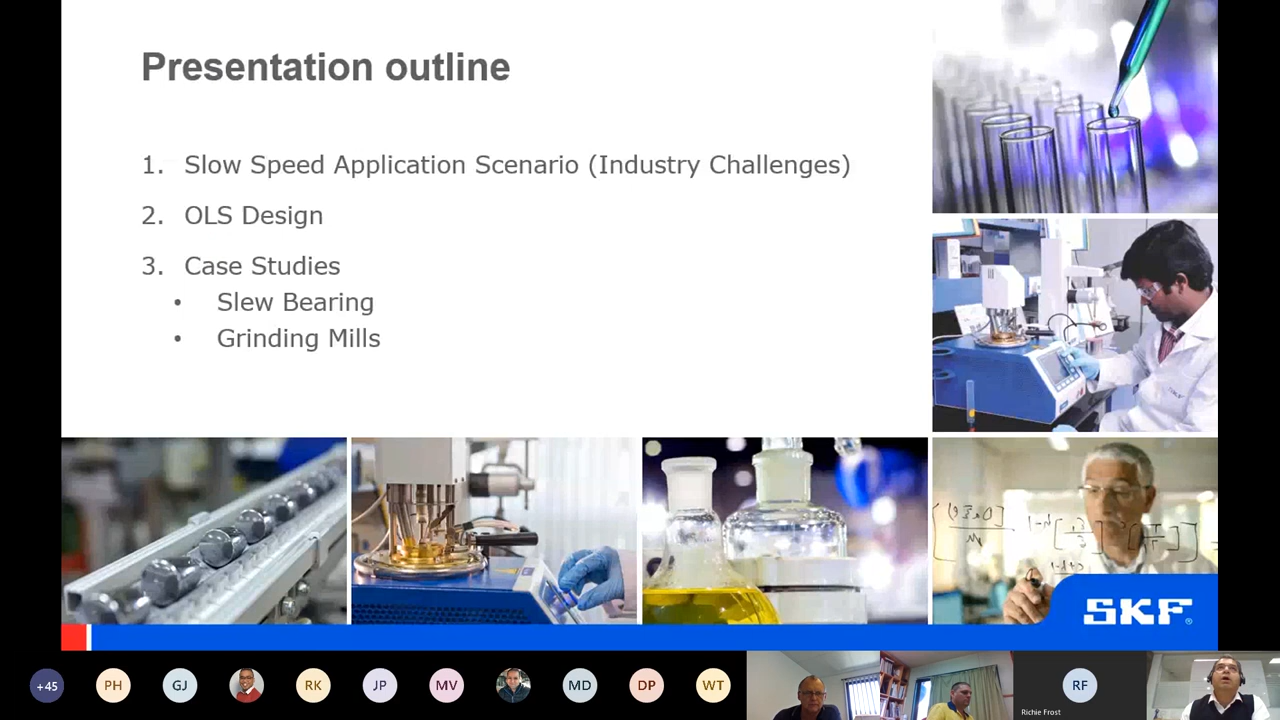 Presentation outline
1. Slow Speed Application Scenario (Industry Challenges)
2. OLS Design
3. Case Studies
• Slew Bearing
• Grinding Mills
SKF®
+45
PH
GJ
RK
JP
MV
MD
DP
WT
RF
Richie Frost